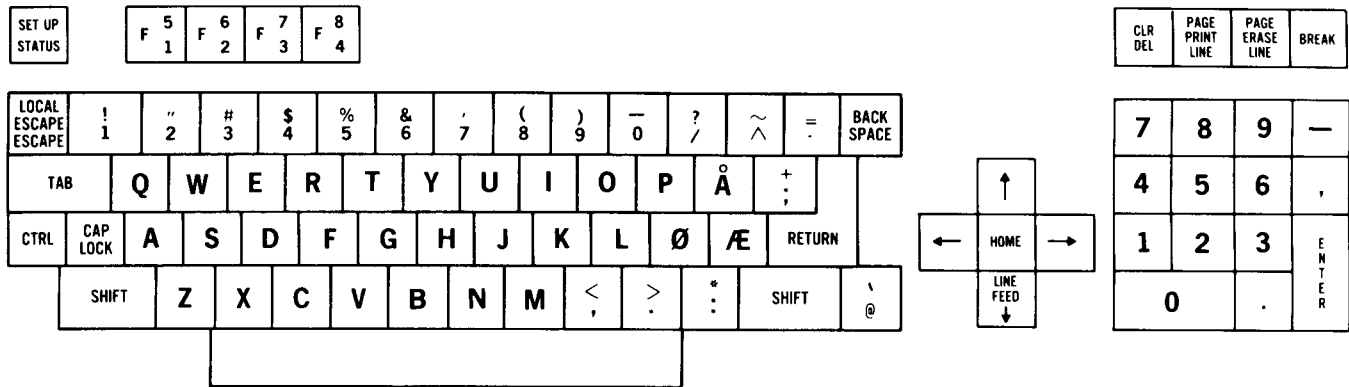 SET UP STATUS F 5 1 F 6 2 F 7 3 F 8 4 CLR DEL PAGE PRINT LINE PAGE ERASE LINE BREAK
LOCAL ESCAPE ESCAPE ! 1 " 2 # 3 $ 4 % 5 & 6 ' 7 ( 8 ) 9 — 0 ? / ~ ^ = - BACK SPACE
7 8 9 —
TAB Q W E R T Y U I O P Å + ;
↑ 4 5 6 ,
CTRL CAP LOCK A S D F G H J K L Ø Æ RETURN
← HOME → 1 2 3 ENTER
SHIFT Z X C V B N M < , > . * : SHIFT ` @
LINE FEED ↓ 0 .